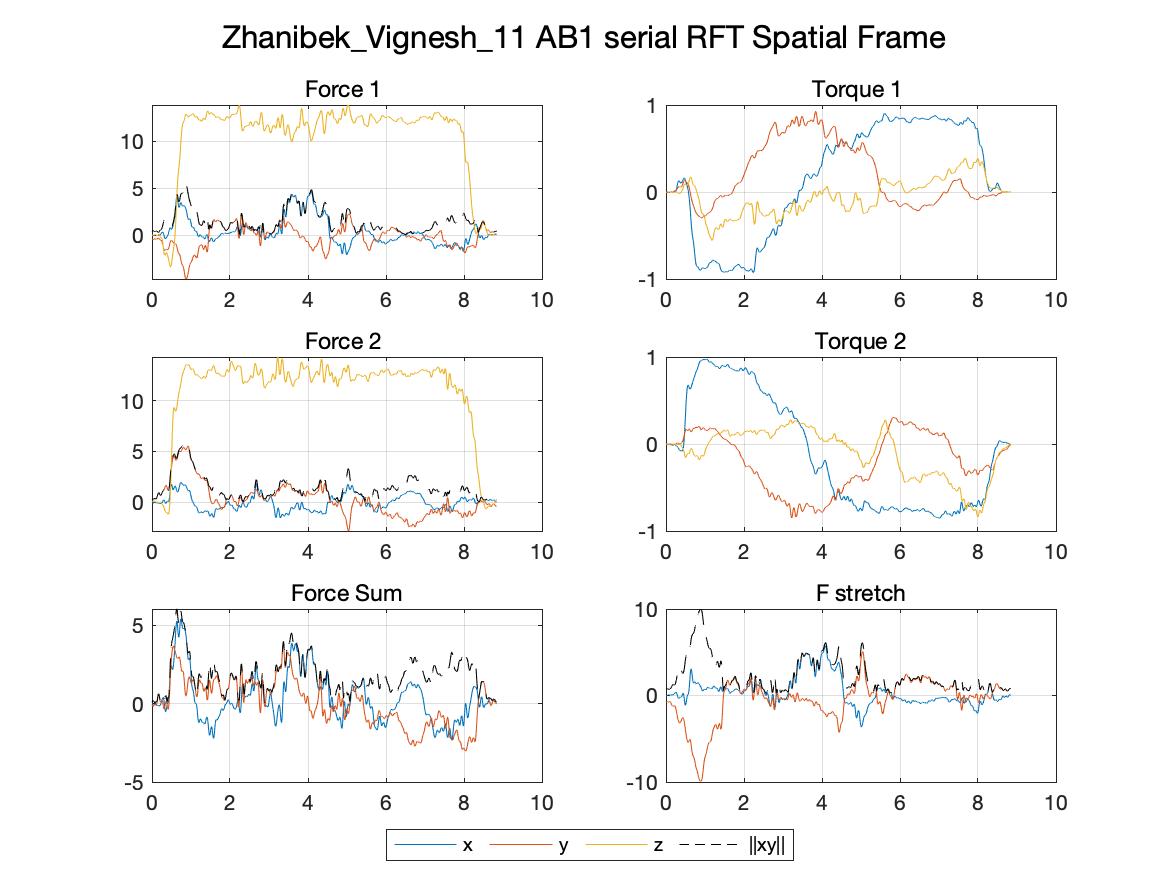 Zhanibek_Vignesh_11 AB1 serial RFT Spatial Frame
Force 1
10
5
0
0 2 4 6 8 10
Torque 1
1
0
-1
0 2 4 6 8 10
Force 2
10
5
0
0 2 4 6 8 10
Torque 2
1
0
-1
0 2 4 6 8 10
Force Sum
5
0
-5
0 2 4 6 8 10
F stretch
10
0
-10
0 2 4 6 8 10
x y z ||xy||